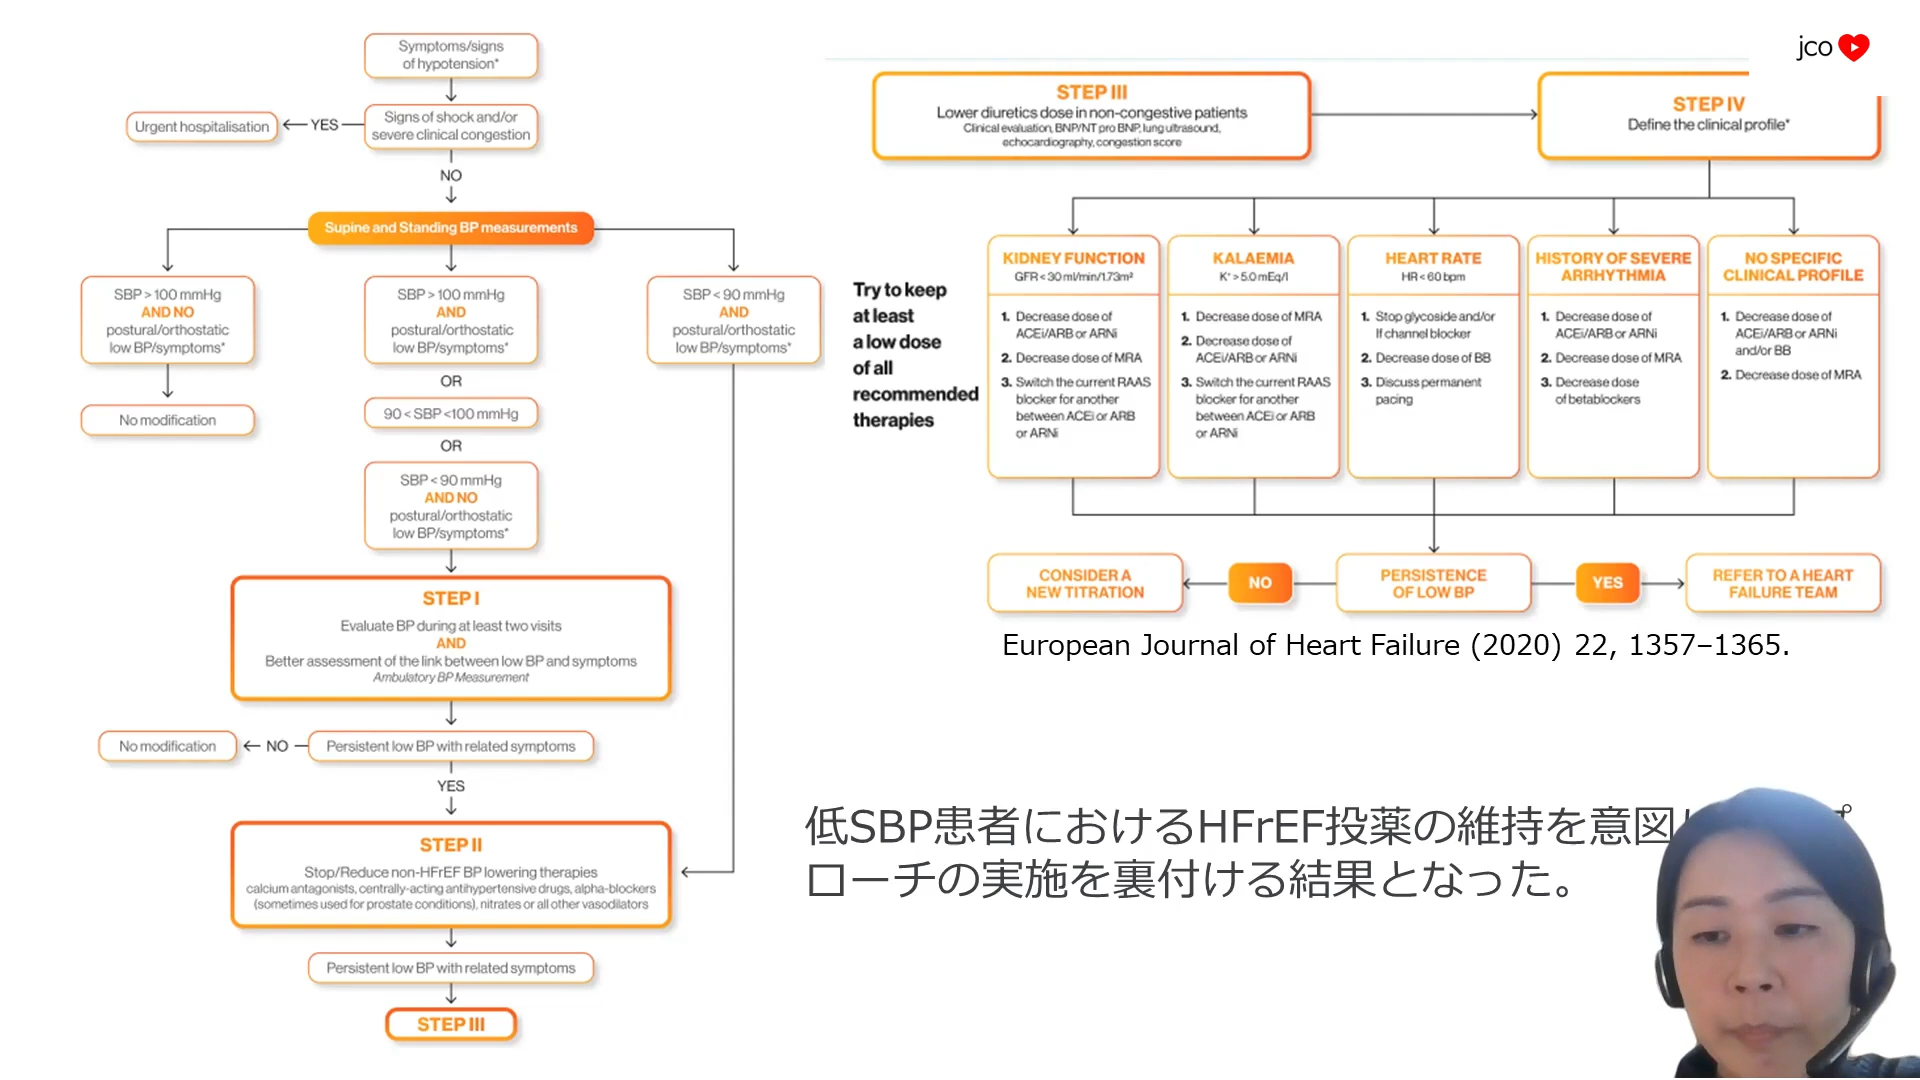 Symptoms/signs
of hypotension*
Signs of shock and/or
severe clinical congestion
YES
Urgent hospitalisation
NO
Supine and Standing BP measurements
SBP > 100 mmHg
AND NO
postural/orthostatic
low BP/symptoms*
No modification
SBP > 100 mmHg
AND
postural/orthostatic
low BP/symptoms*
OR
90 < SBP <100 mmHg
OR
SBP < 90 mmHg
AND NO
postural/orthostatic
low BP/symptoms*
SBP < 90 mmHg
AND
postural/orthostatic
low BP/symptoms*
STEP I
Evaluate BP during at least two visits
AND
Better assessment of the link between low BP and symptoms
Ambulatory BP Measurement
No modification
NO
Persistent low BP with related symptoms
YES
STEP II
Stop/Reduce non-HFrEF BP lowering therapies
calcium antagonists, centrally-acting antihypertensive drugs, alpha-blockers
(sometimes used for prostate conditions), nitrates or all other vasodilators
Persistent low BP with related symptoms
STEP III
jco
STEP III
Lower diuretics dose in non-congestive patients
Clinical evaluation, BNP/NT pro BNP, lung ultrasound,
echocardiography, congestion score
STEP IV
Define the clinical profile*
Try to keep
at least
a low dose
of all
recommended
therapies
KIDNEY FUNCTION
GFR < 30 ml/min/1.73m²
1. Decrease dose of
ACEi/ARB or ARNi
2. Decrease dose of MRA
3. Switch the current RAAS
blocker for another
between ACEi or ARB
or ARNi
KALAEMIA
K⁺ > 5.0 mEq/l
1. Decrease dose of MRA
2. Decrease dose of
ACEi/ARB or ARNi
3. Switch the current RAAS
blocker for another
between ACEi or ARB
or ARNi
HEART RATE
HR < 60 bpm
1. Stop glycoside and/or
If channel blocker
2. Decrease dose of BB
3. Discuss permanent
pacing
HISTORY OF SEVERE
ARRHYTHMIA
1. Decrease dose of
ACEi/ARB or ARNi
2. Decrease dose of MRA
3. Decrease dose
of betablockers
NO SPECIFIC
CLINICAL PROFILE
1. Decrease dose of
ACEi/ARB or ARNi
and/or BB
2. Decrease dose of MRA
CONSIDER A
NEW TITRATION
NO
PERSISTENCE
OF LOW BP
YES
REFER TO A HEART
FAILURE TEAM
European Journal of Heart Failure (2020) 22, 1357–1365.
低SBP患者におけるHFrEF投薬の維持を意図し
ローチの実施を裏付ける結果となった。